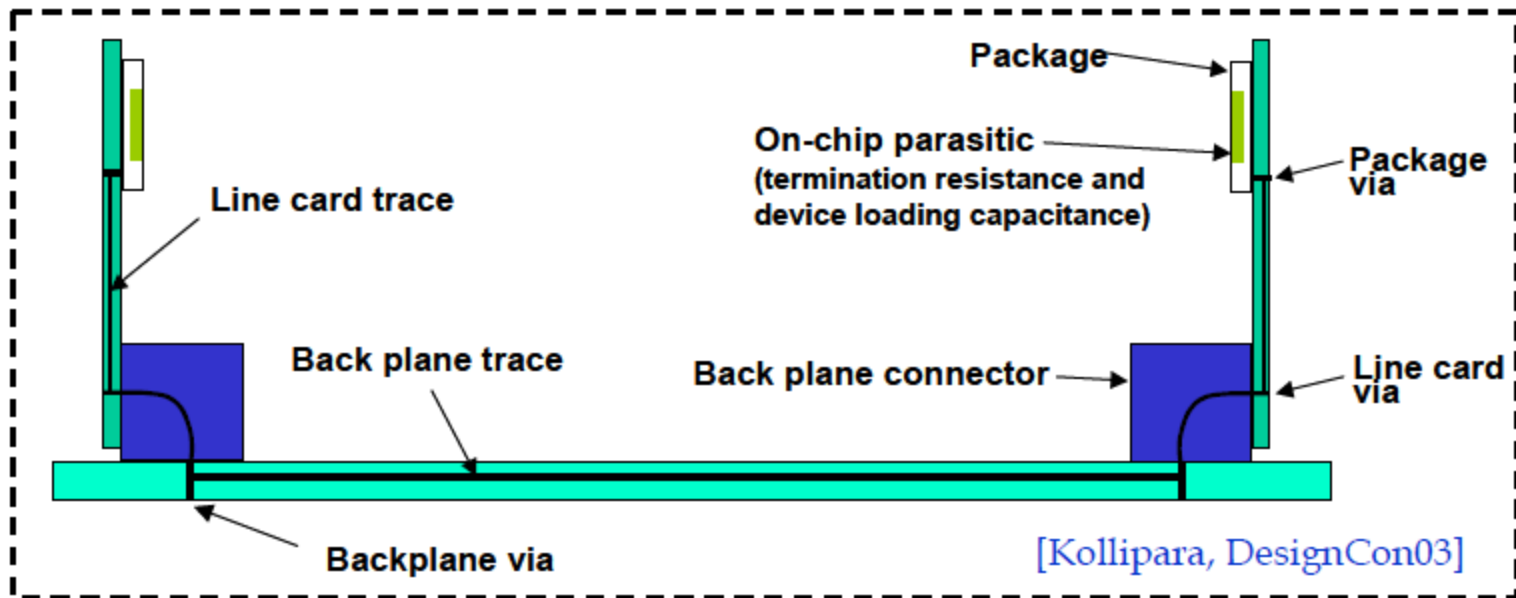 Package
On-chip parasitic
(termination resistance and
device loading capacitance)
Package
via
Line card trace
Back plane trace
Back plane connector
Line card
via
Backplane via
[Kollipara, DesignCon03]